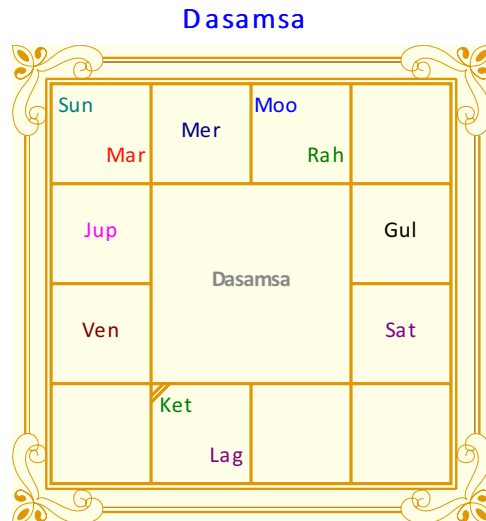 Dasamsa
Sun
Mar
Mer
Moo
Rah
Jup
Gul
Dasamsa
Ven
Sat
Ket
Lag